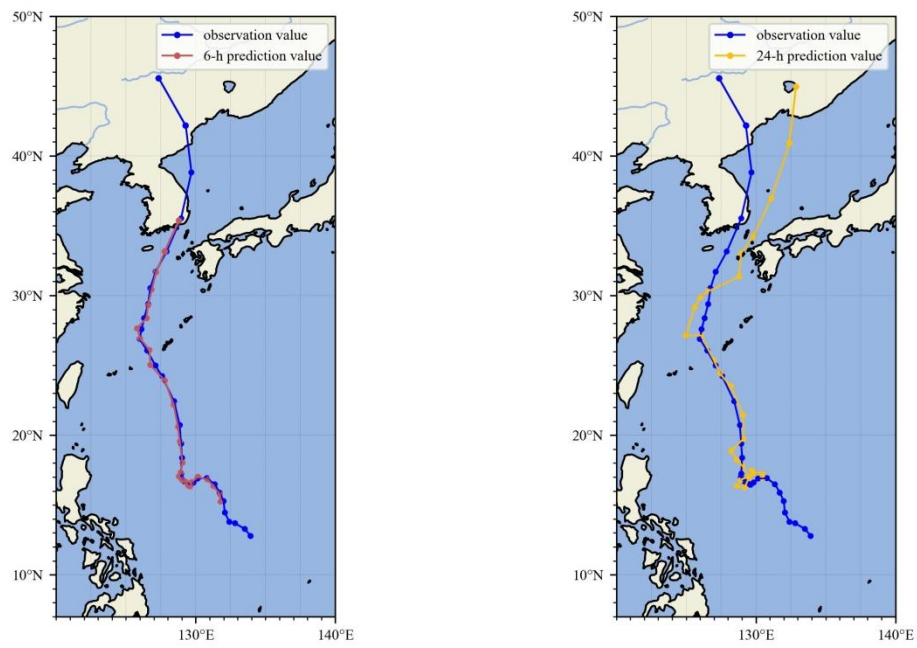 50°N
observation value
6-h prediction value
40°N
30°N
20°N
10°N
130°E
140°E
50°N
observation value
24-h prediction value
40°N
30°N
20°N
10°N
130°E
140°E